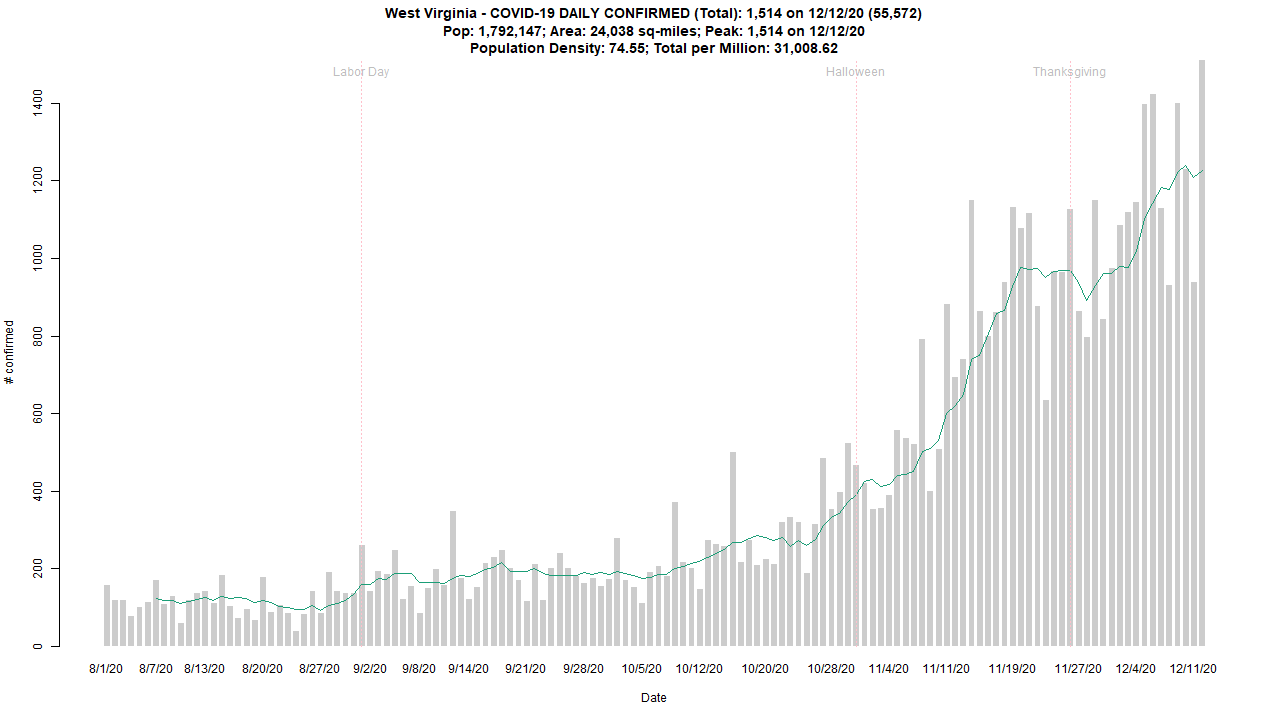 West Virginia - COVID-19 DAILY CONFIRMED (Total): 1,514 on 12/12/20 (55,572)
Pop: 1,792,147; Area: 24,038 sq-miles; Peak: 1,514 on 12/12/20
Population Density: 74.55; Total per Million: 31,008.62
Labor Day
Halloween
Thanksgiving
# confirmed
1400
1200
1000
800
600
400
200
0
8/1/20 8/7/20 8/13/20 8/20/20 8/27/20 9/2/20 9/8/20 9/14/20 9/21/20 9/28/20 10/5/20 10/12/20 10/20/20 10/28/20 11/4/20 11/11/20 11/19/20 11/27/20 12/4/20 12/11/20
Date